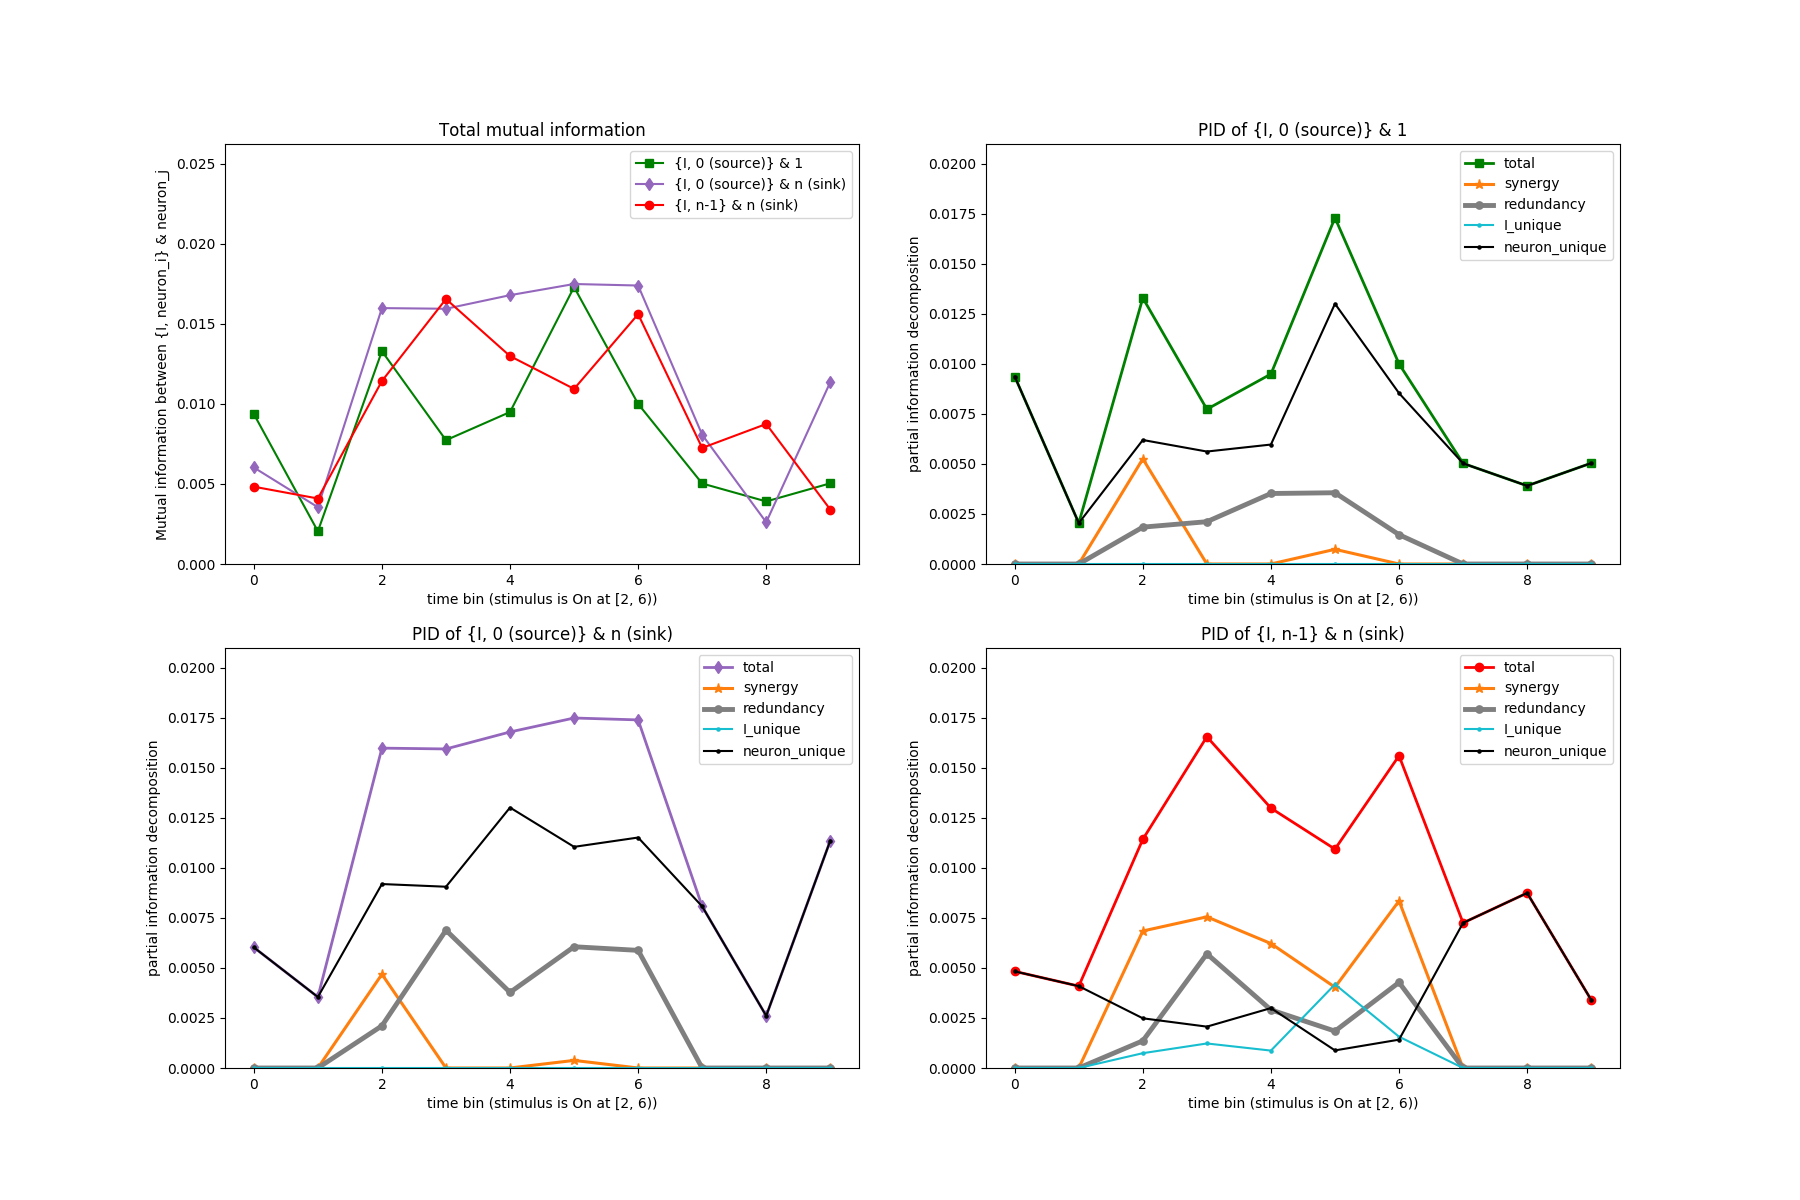 Total mutual information
Mutual information between {I, neuron_i} & neuron_j
0.025
0.020
0.015
0.010
0.005
0.000
{I, 0 (source)} & 1
{I, 0 (source)} & n (sink)
{I, n-1} & n (sink)
0 2 4 6 8
time bin (stimulus is On at [2, 6))
PID of {I, 0 (source)} & 1
partial information decomposition
0.0200
0.0175
0.0150
0.0125
0.0100
0.0075
0.0050
0.0025
0.0000
total
synergy
redundancy
I_unique
neuron_unique
0 2 4 6 8
time bin (stimulus is On at [2, 6))
PID of {I, 0 (source)} & n (sink)
partial information decomposition
0.0200
0.0175
0.0150
0.0125
0.0100
0.0075
0.0050
0.0025
0.0000
total
synergy
redundancy
I_unique
neuron_unique
0 2 4 6 8
time bin (stimulus is On at [2, 6))
PID of {I, n-1} & n (sink)
partial information decomposition
0.0200
0.0175
0.0150
0.0125
0.0100
0.0075
0.0050
0.0025
0.0000
total
synergy
redundancy
I_unique
neuron_unique
0 2 4 6 8
time bin (stimulus is On at [2, 6))